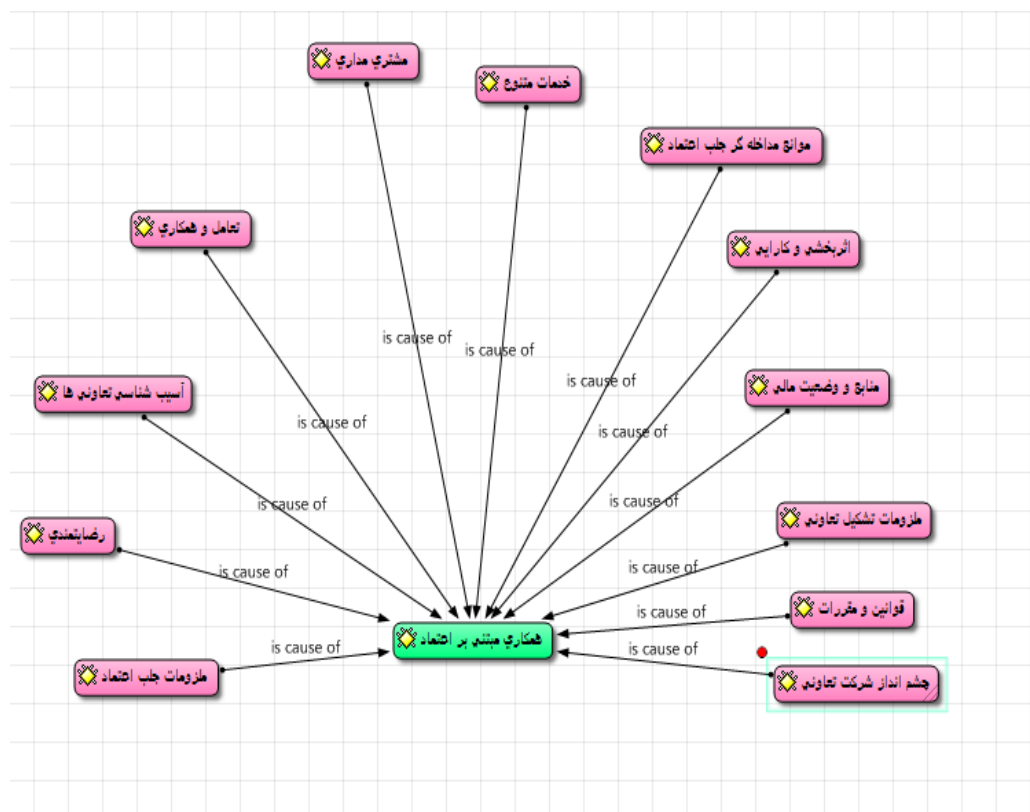 مشتري مداري
خدمات متنوع
موانع مداخله گر جلب اعتماد
تعامل و همكاري
اثربخشي و كارايي
is cause of
is cause of
is cause of
منابع و وضعيت مالي
آسيب شناسي تعاوني ها
is cause of
is cause of
is cause of
is cause of
ملزومات تشكيل تعاوني
رضايتمندي
is cause of
is cause of
قوانين و مقررات
is cause of
همكاري مبتني بر اعتماد
is cause of
is cause of
ملزومات جلب اعتماد
چشم انداز شركت تعاوني